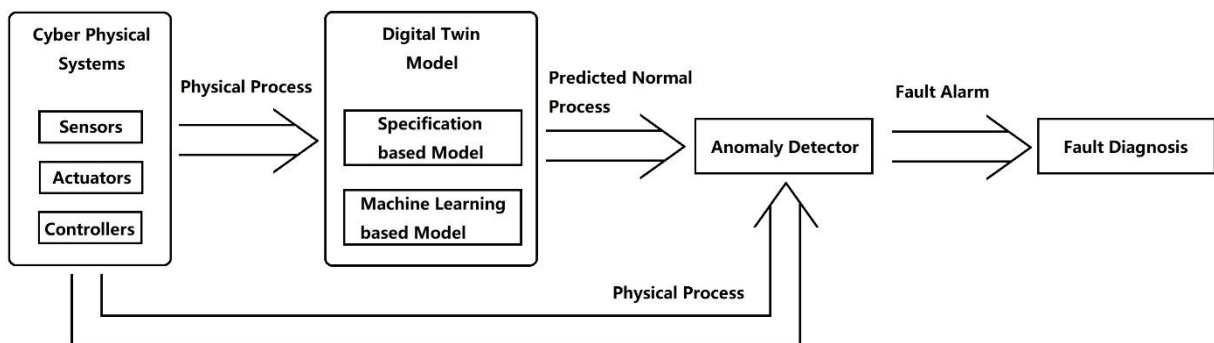 Cyber Physical
Systems
Sensors
Actuators
Controllers
Physical Process
Digital Twin
Model
Specification
based Model
Machine Learning
based Model
Predicted Normal
Process
Anomaly Detector
Fault Alarm
Fault Diagnosis
Physical Process